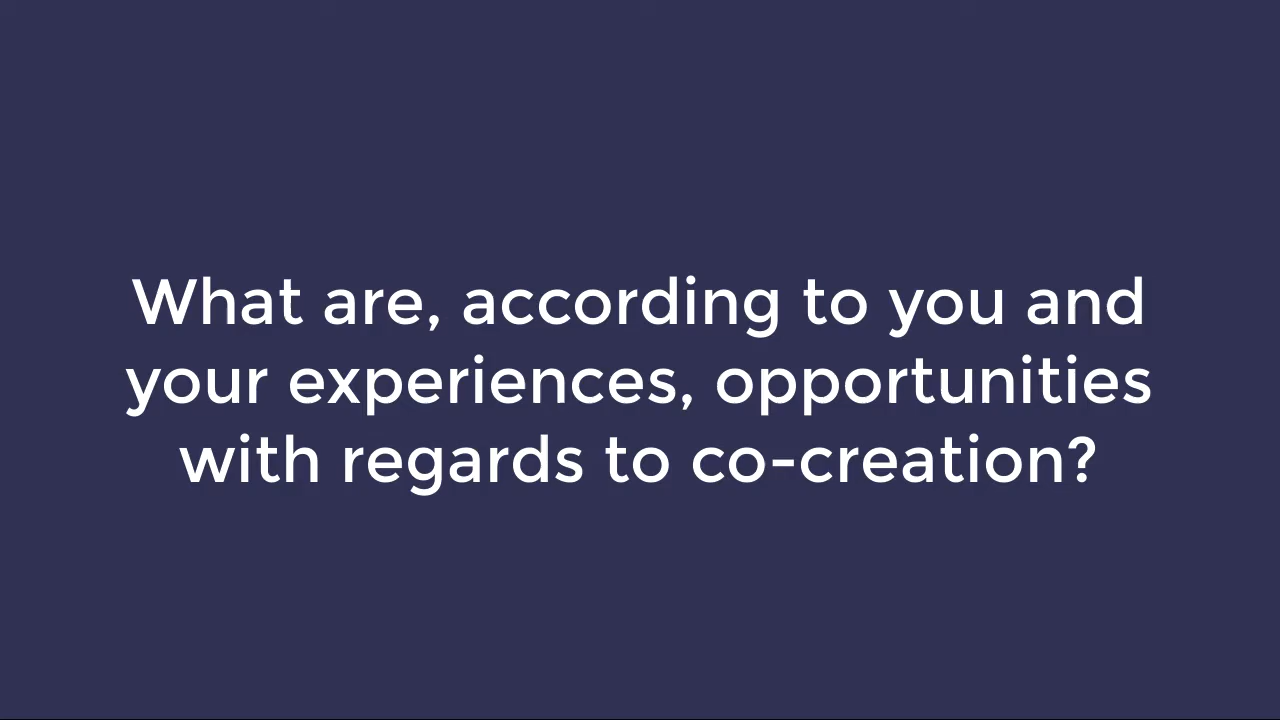 What are, according to you and
your experiences, opportunities
with regards to co-creation?